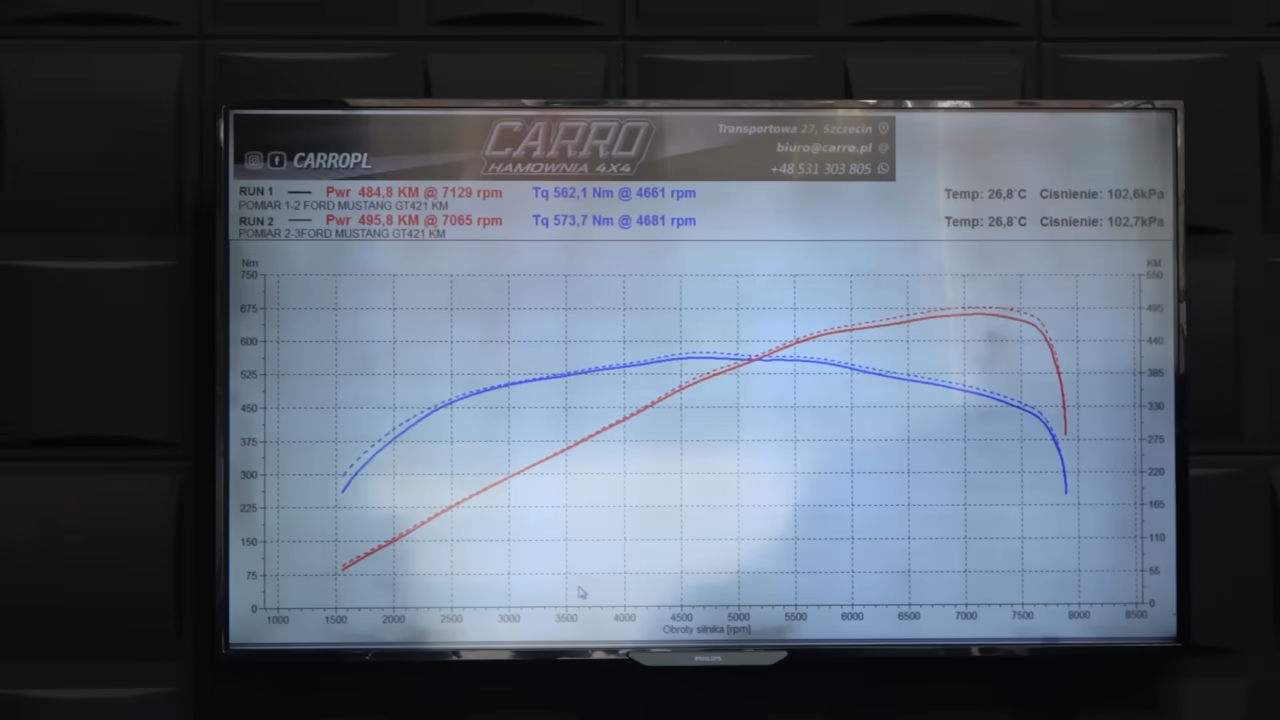 CARROPL
CARRO
HAMOWNIA 4X4
Transportowa 27, Szczecin
biuro@carro.pl
+48 531 303 805
RUN 1 Pwr 484,8 KM @ 7129 rpm Tq 562,1 Nm @ 4661 rpm Temp: 26,8°C Cisnienie: 102,6kPa
POMIAR 1-2 FORD MUSTANG GT421 KM
RUN 2 Pwr 495,8 KM @ 7065 rpm Tq 573,7 Nm @ 4681 rpm Temp: 26,8°C Cisnienie: 102,7kPa
POMIAR 2-3FORD MUSTANG GT421 KM
Nm KM
750 550
675 495
600 440
525 385
450 330
375 275
300 220
225 165
150 110
75 55
0 0
1000 1500 2000 2500 3000 3500 4000 4500 5000 5500 6000 6500 7000 7500 8000 8500
Obroty silnika [rpm]
PHILIPS